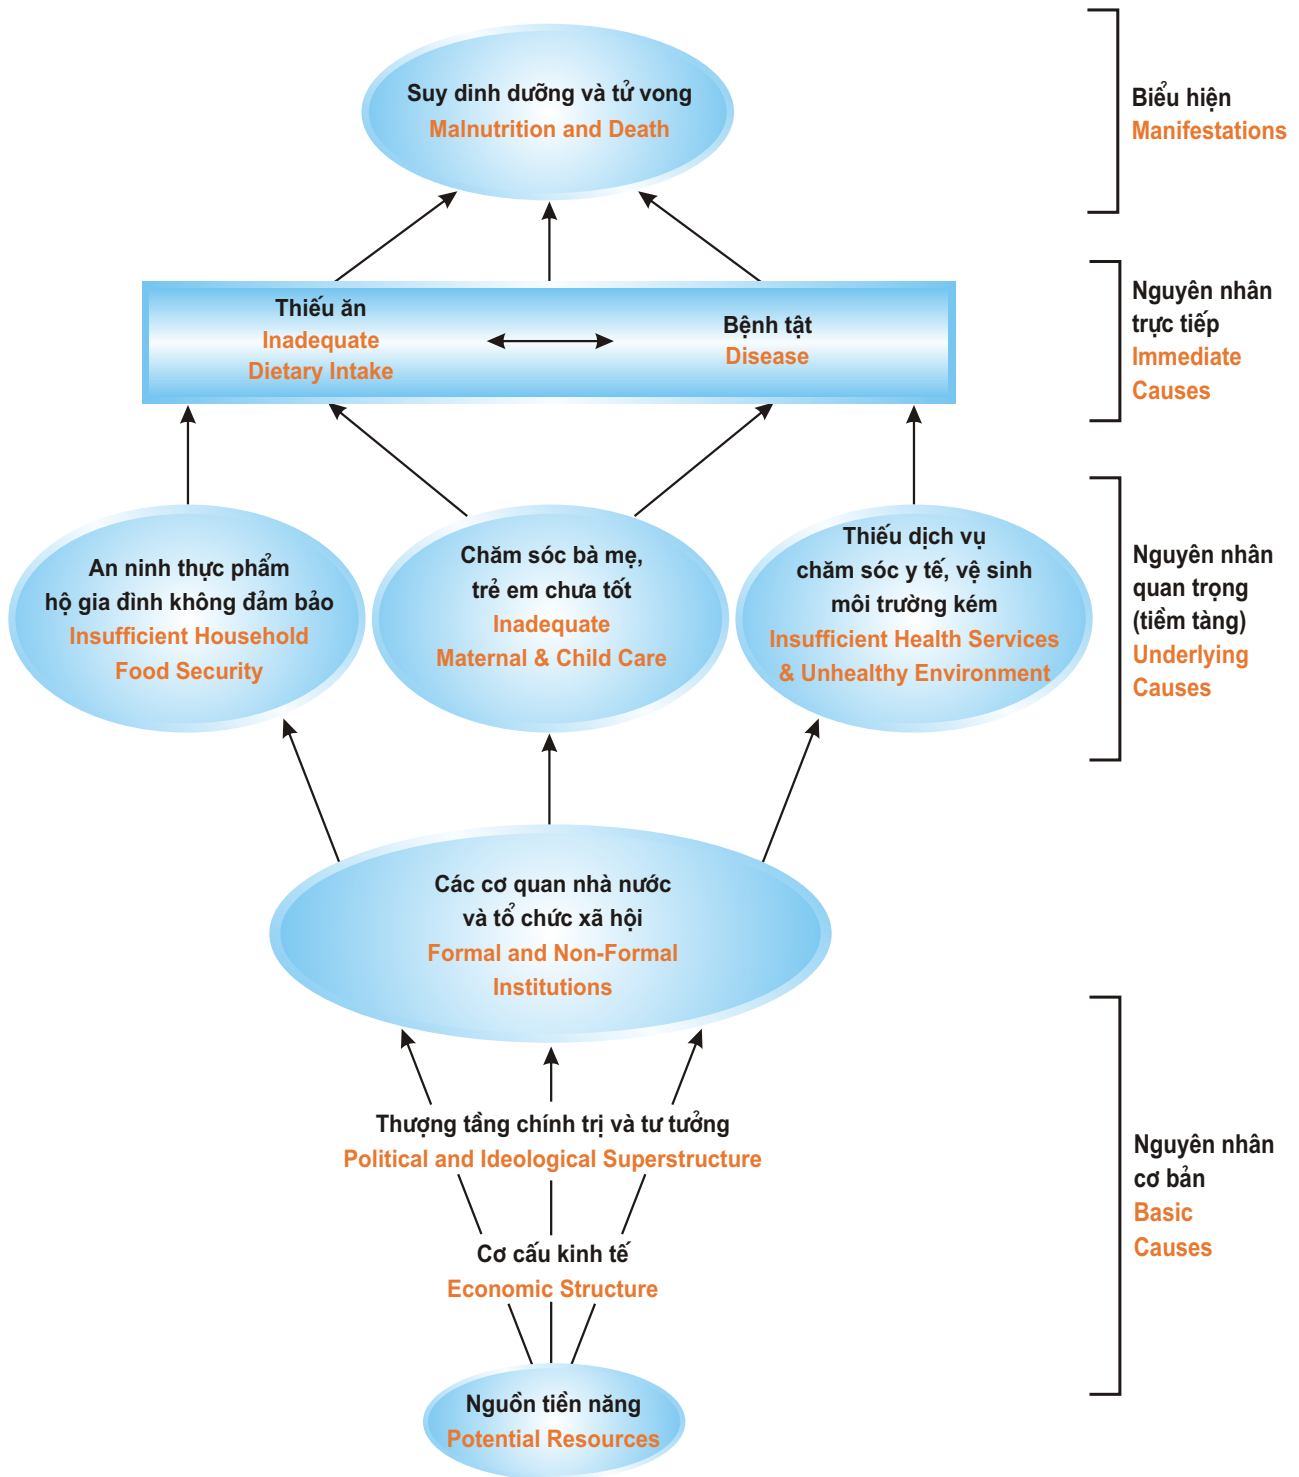 Suy dinh dưỡng và tử vong
Malnutrition and Death
Biểu hiện
Manifestations
Thiếu ăn
Inadequate
Dietary Intake
Bệnh tật
Disease
Nguyên nhân
trực tiếp
Immediate
Causes
An ninh thực phẩm
hộ gia đình không đảm bảo
Insufficient Household
Food Security
Chăm sóc bà mẹ,
trẻ em chưa tốt
Inadequate
Maternal & Child Care
Thiếu dịch vụ
chăm sóc y tế, vệ sinh
môi trường kém
Insufficient Health Services
& Unhealthy Environment
Nguyên nhân
quan trọng
(tiềm tàng)
Underlying
Causes
Các cơ quan nhà nước
và tổ chức xã hội
Formal and Non-Formal
Institutions
Thượng tầng chính trị và tư tưởng
Political and Ideological Superstructure
Cơ cấu kinh tế
Economic Structure
Nguồn tiền năng
Potential Resources
Nguyên nhân
cơ bản
Basic
Causes